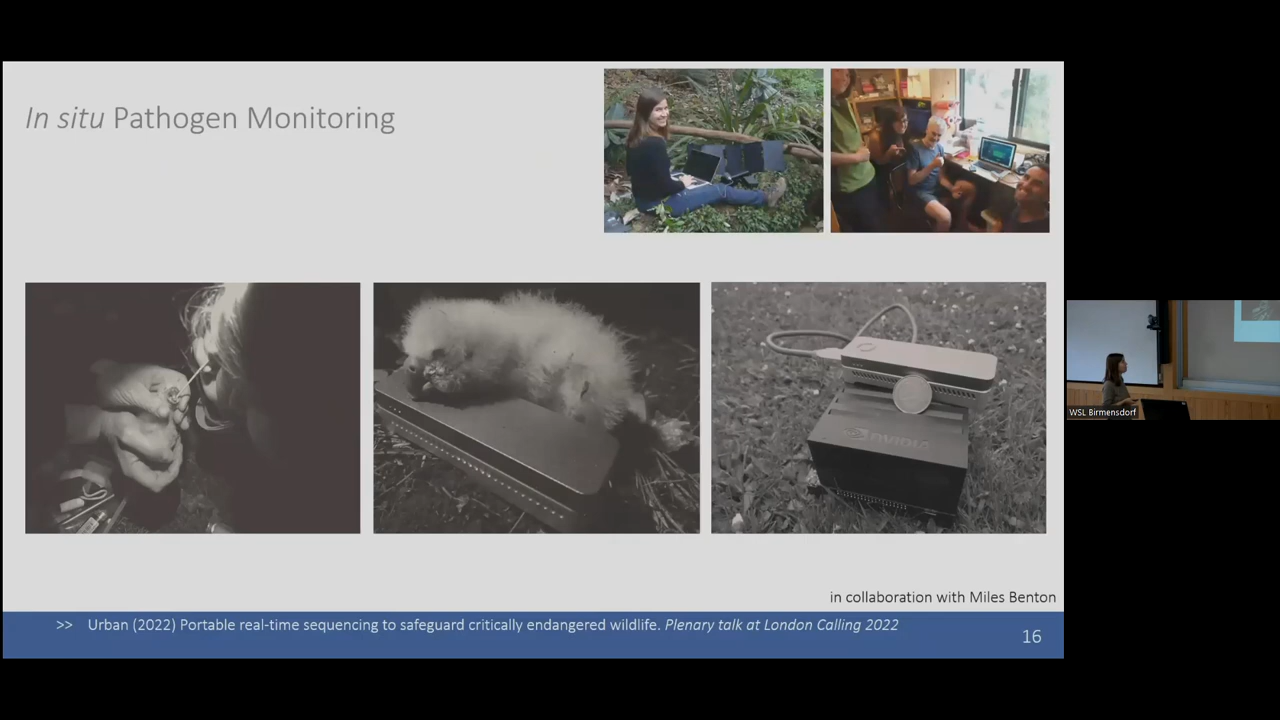 In situ Pathogen Monitoring
NVIDIA
WSL Birmensdorf
in collaboration with Miles Benton
>> Urban (2022) Portable real-time sequencing to safeguard critically endangered wildlife. Plenary talk at London Calling 2022
16